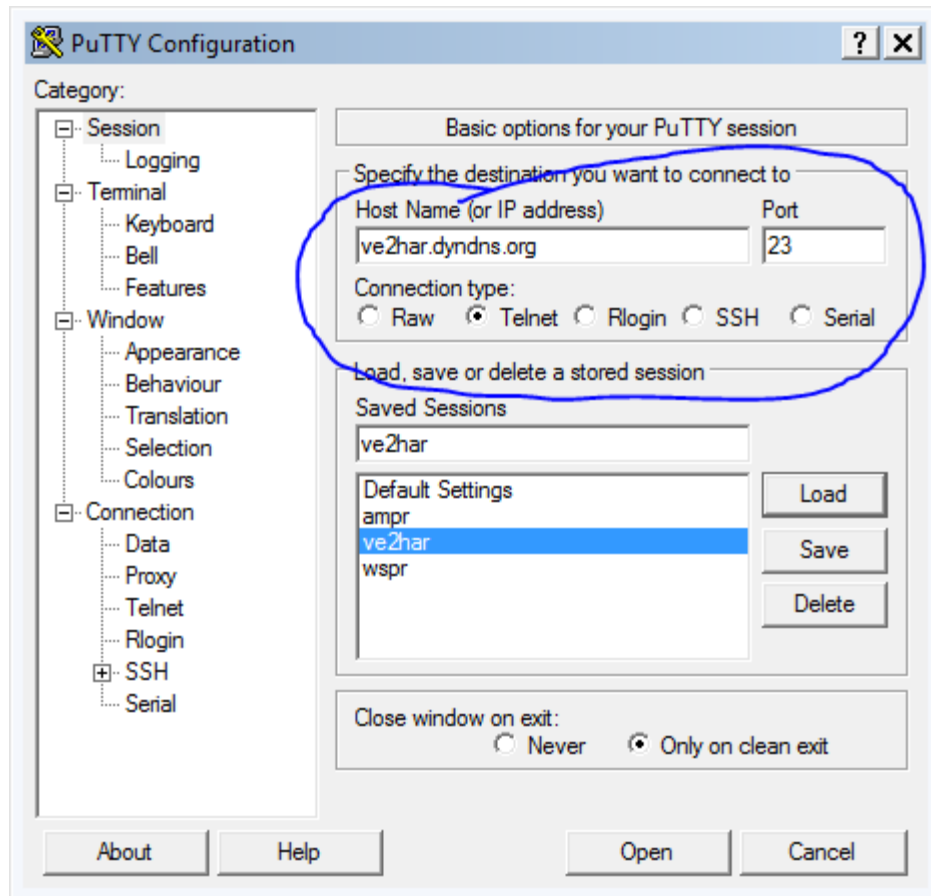 PuTTY Configuration
? X
Category:
Session
Logging
Terminal
Keyboard
Bell
Features
Window
Appearance
Behaviour
Translation
Selection
Colours
Connection
Data
Proxy
Telnet
Rlogin
SSH
Serial
Basic options for your PuTTY session
Specify the destination you want to connect to
Host Name (or IP address) Port
ve2har.dyndns.org 23
Connection type:
Raw Telnet Rlogin SSH Serial
Load, save or delete a stored session
Saved Sessions
ve2har
Default Settings
ampr
ve2har
wspr
Load
Save
Delete
Close window on exit:
Never Only on clean exit
About Help Open Cancel